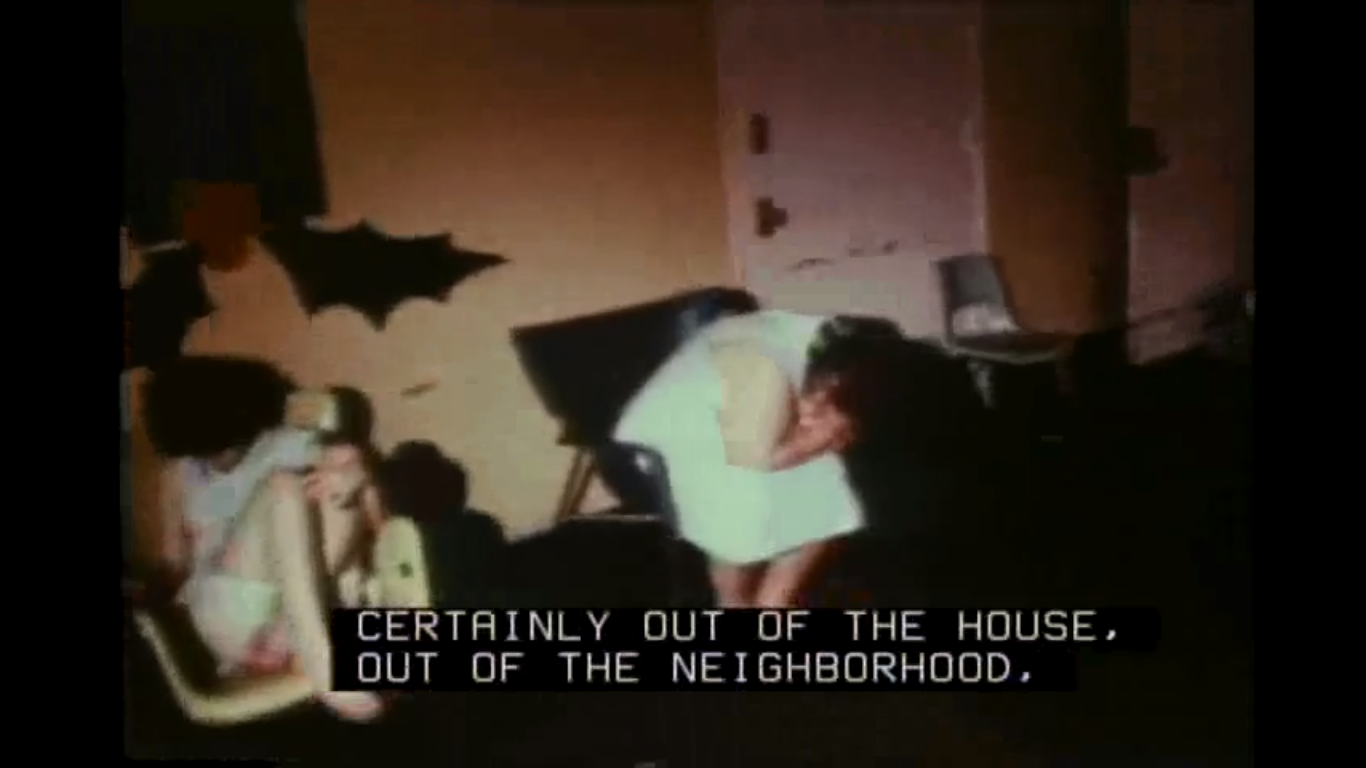 CERTAINLY OUT OF THE HOUSE,
OUT OF THE NEIGHBORHOOD.